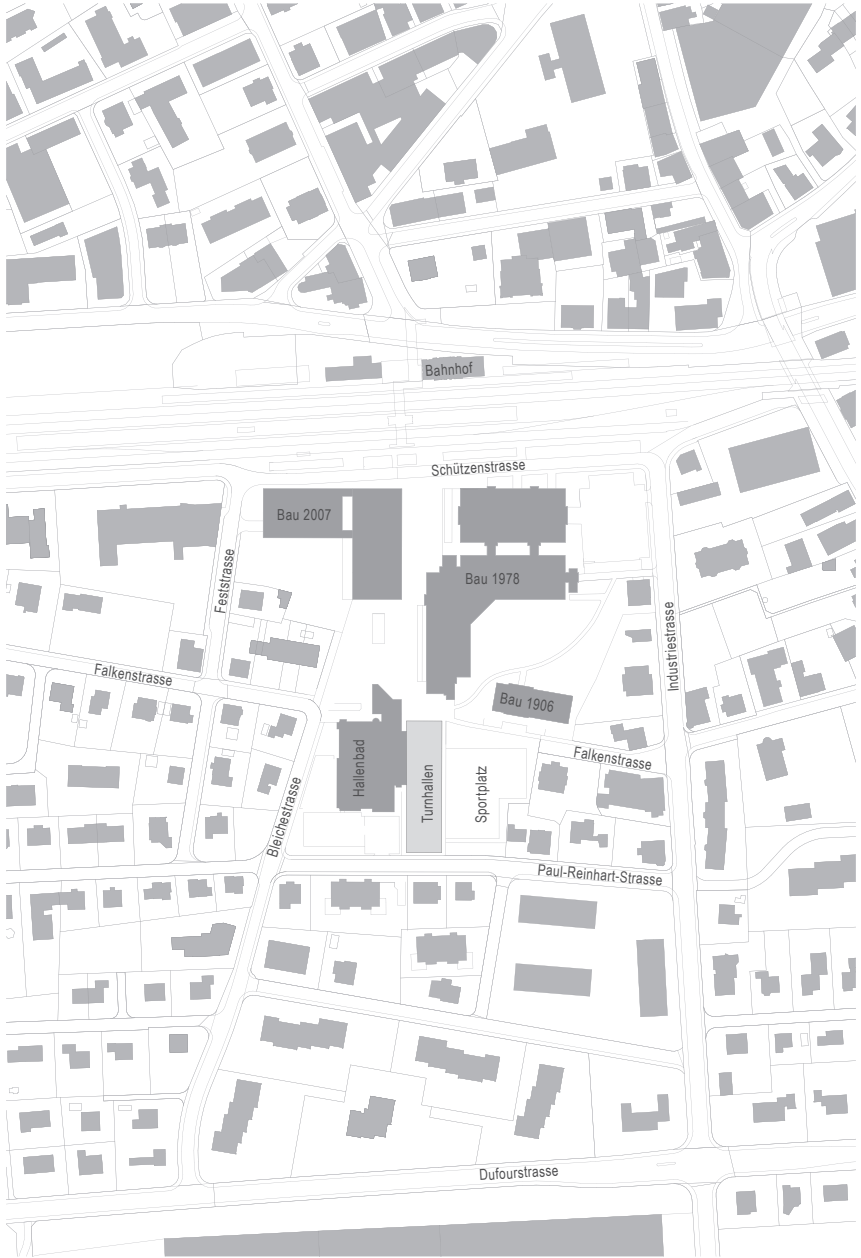 Bahnhof
Schützenstrasse
Bau 2007
Bau 1978
Feststrasse
Industriestrasse
Falkenstrasse
Bau 1906
Falkenstrasse
Hallenbad
Turnhallen
Sportplatz
Bleichestrasse
Paul-Reinhart-Strasse
Dufourstrasse